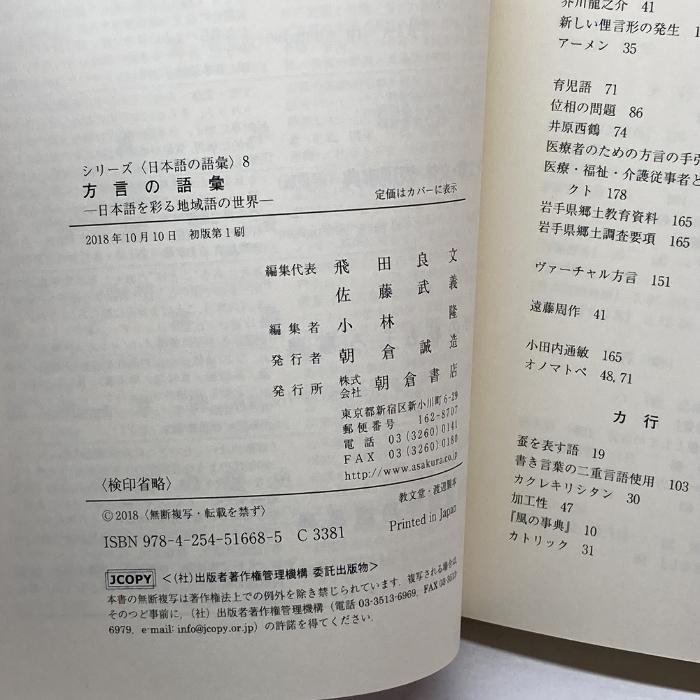 シリーズ〈日本語の語彙〉8
方言の語彙
―日本語を彩る地域語の世界―
定価はカバーに表示
2018年10月10日 初版第1刷
編集代表 飛田良文
佐藤武義
編集者 小林 隆
発行者 朝倉誠造
発行所 株式会社 朝倉書店
東京都新宿区新小川町6-29
郵便番号 162-8707
電話 03(3260)0141
FAX 03(3260)0180
http://www.asakura.co.jp
〈検印省略〉
©2018〈無断複写・転載を禁ず〉
教文堂・渡辺製本
ISBN 978-4-254-51668-5 C 3381
Printed in Japan
JCOPY <(社)出版者著作権管理機構 委託出版物>
本書の無断複写は著作権法上での例外を除き禁じられています．複写される場合は，
そのつど事前に，(社)出版者著作権管理機構(電話 03-3513-6969，FAX 03-3513-
6979，e-mail: info@jcopy.or.jp)の許諾を得てください．
芥川龍之介 41
新しい俚言形の発生
アーメン 35
育児語 71
位相の問題 86
井原西鶴 74
医療者のための方言の手引
医療・福祉・介護従事者と
クト 178
岩手県郷土教育資料 165
岩手県郷土調査要項 165
ヴァーチャル方言 151
遠藤周作 41
小田内通敏 165
オノマトペ 48, 71
カ行
蚕を表す語 19
書き言葉の二重言語使用 103
カクレキリシタン 30
加工性 47
『風の事典』 10
カトリック 31